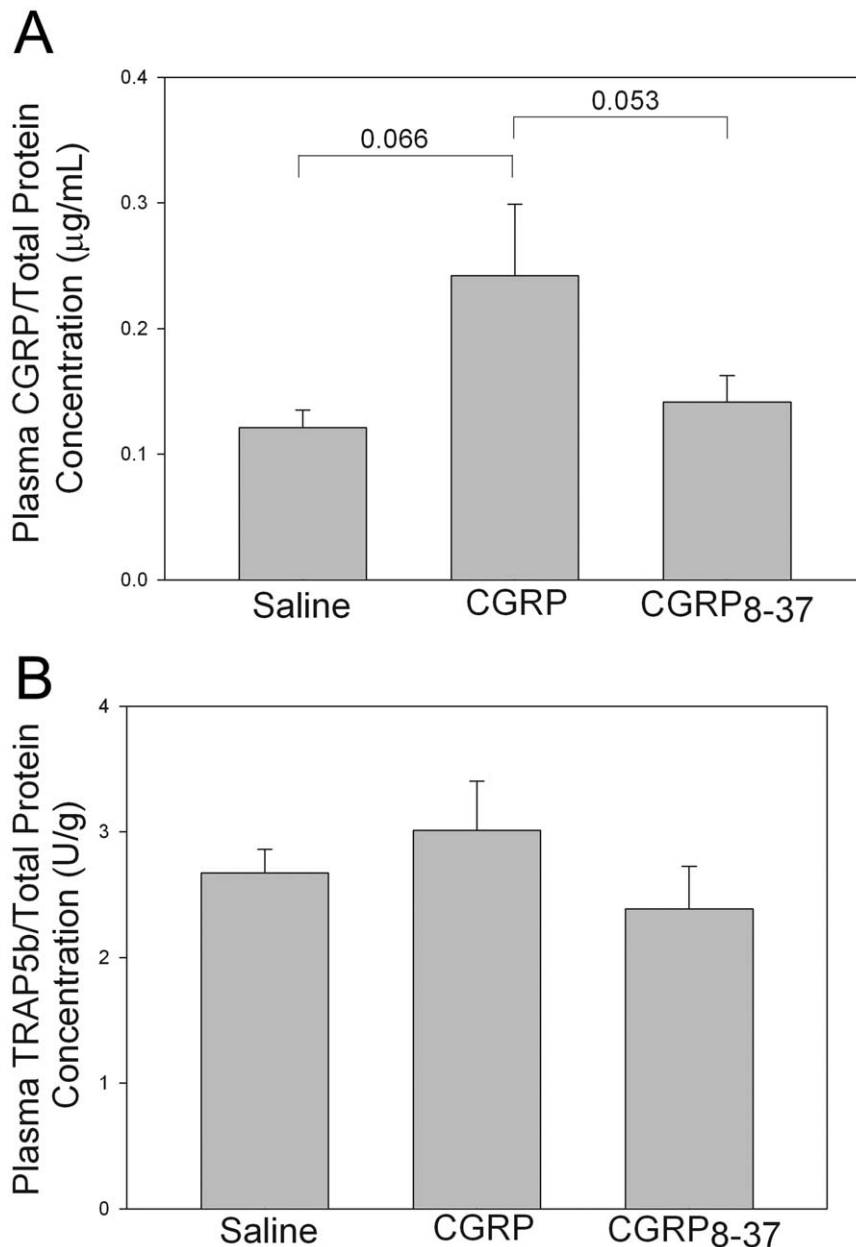 A
Plasma CGRP/Total Protein
Concentration (μg/mL)
0.4
0.3
0.2
0.1
0.0
0.066
0.053
Saline
CGRP
CGRP8-37
B
Plasma TRAP5b/Total Protein
Concentration (U/g)
4
3
2
1
0
Saline
CGRP
CGRP8-37